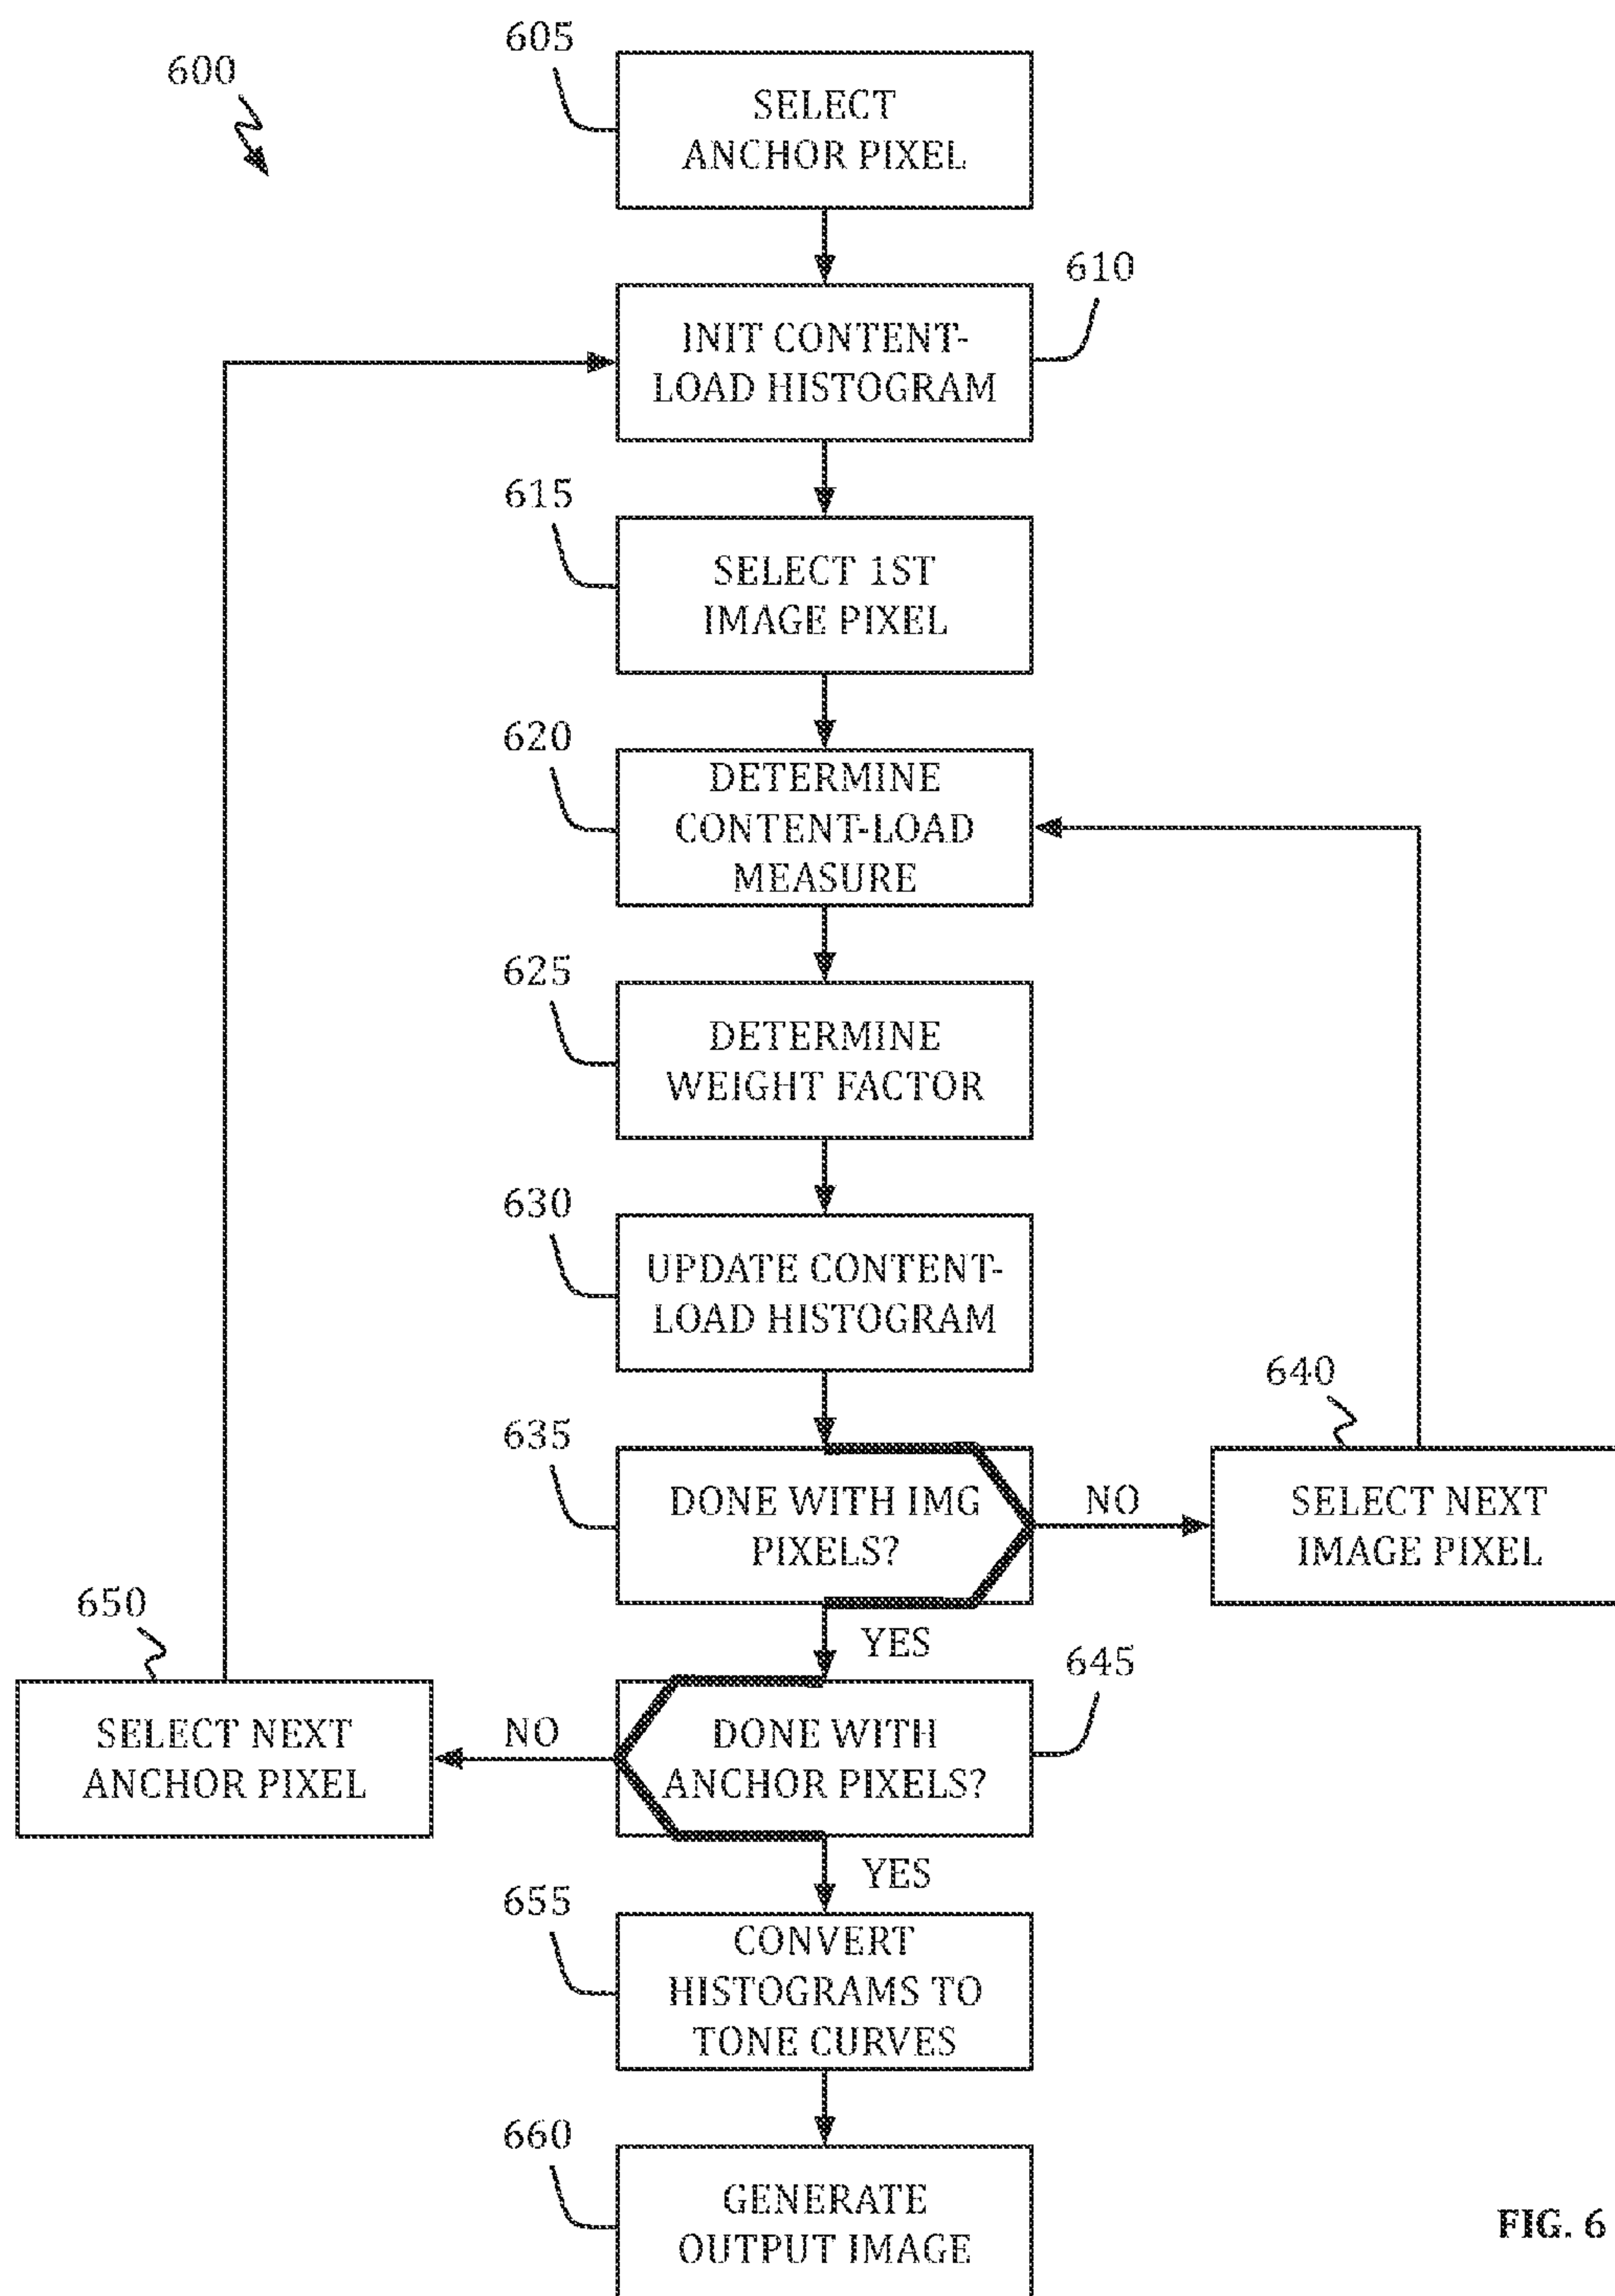 600
605
SELECT
ANCHOR PIXEL
610
INIT CONTENT-
LOAD HISTOGRAM
615
SELECT 1ST
IMAGE PIXEL
620
DETERMINE
CONTENT-LOAD
MEASURE
625
DETERMINE
WEIGHT FACTOR
630
UPDATE CONTENT-
LOAD HISTOGRAM
635
DONE WITH IMG
PIXELS?
NO
640
SELECT NEXT
IMAGE PIXEL
YES
645
DONE WITH
ANCHOR PIXELS?
NO
650
SELECT NEXT
ANCHOR PIXEL
YES
655
CONVERT
HISTOGRAMS TO
TONE CURVES
660
GENERATE
OUTPUT IMAGE
FIG. 6